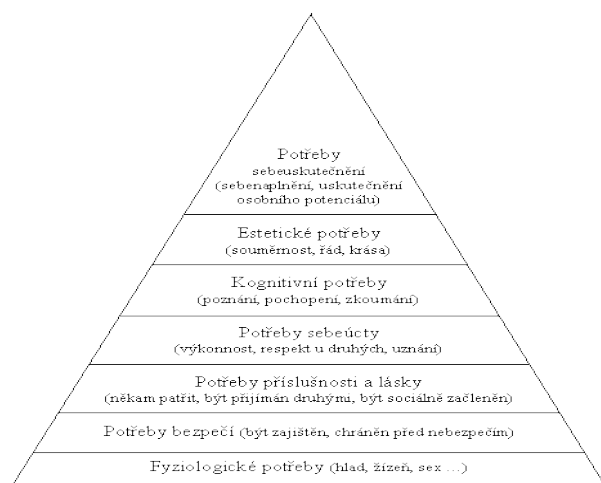 Potřeby
sebeuskutečnění
(sebenaplnění, uskutečnění
osobního potenciálu)
Estetické potřeby
(souměrnost, řád, krása)
Kognitivní potřeby
(poznání, pochopení, zkoumání)
Potřeby sebeúcty
(výkonnost, respekt u druhých, uznání)
Potřeby příslušnosti a lásky
(někam patřit, být přijímán druhými, být sociálně začleněn)
Potřeby bezpečí (být zajištěn, chráněn před nebezpečím)
Fyziologické potřeby (hlad, žízeň, sex ...)